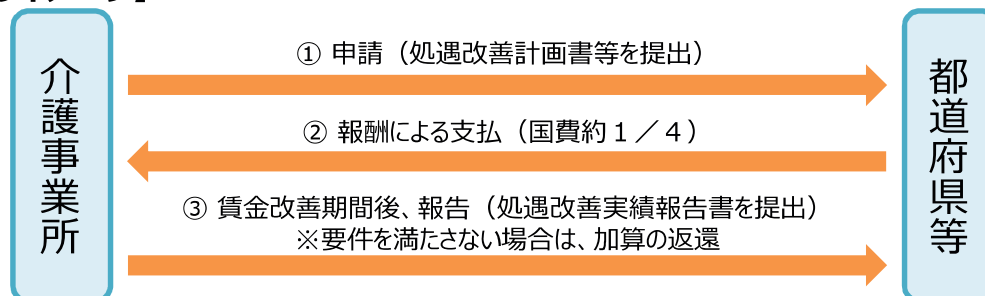 介護事業所
① 申請（処遇改善計画書等を提出）
② 報酬による支払（国費約１／４）
③ 賃金改善期間後、報告（処遇改善実績報告書を提出）
※要件を満たさない場合は、加算の返還
都道府県等